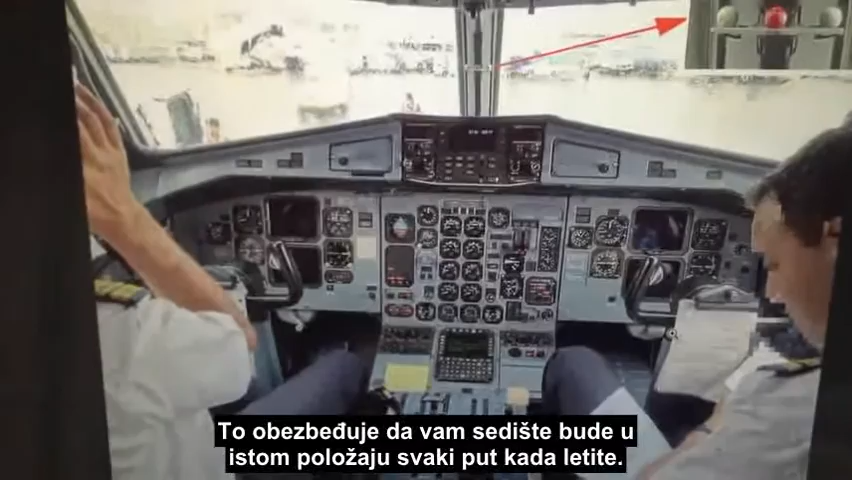 To obezbeđuje da vam sedište bude u
istom položaju svaki put kada letite.